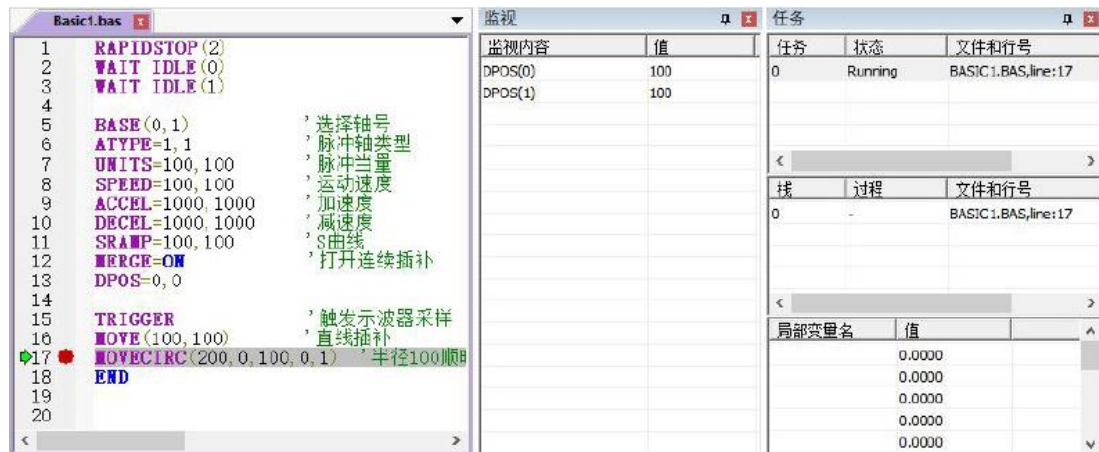 Basic1.bas
1 RAPIDSTOP(2)
2 WAIT IDLE(0)
3 WAIT IDLE(1)
4
5 BASE(0,1) '选择轴号
6 ATYPE=1,1 '脉冲轴类型
7 UNITS=100,100 '脉冲当量
8 SPEED=100,100 '运动速度
9 ACCEL=1000,1000 '加速度
10 DECEL=1000,1000 '减速度
11 SRAMP=100,100 'S曲线
12 MERGE=ON '打开连续插补
13 DPOS=0,0
14
15 TRIGGER '触发示波器采样
16 MOVE(100,100) '直线插补
17 MOVECIRC(200,0,100,0,1) '半径100顺
18 END
19
20
监视
监视内容 值
DPOS(0) 100
DPOS(1) 100
任务
任务 状态 文件和行号
0 Running BASIC1.BAS,line:17
栈 过程 文件和行号
0 - BASIC1.BAS,line:17
局部变量名 值
0.0000
0.0000
0.0000
0.0000
0.0000